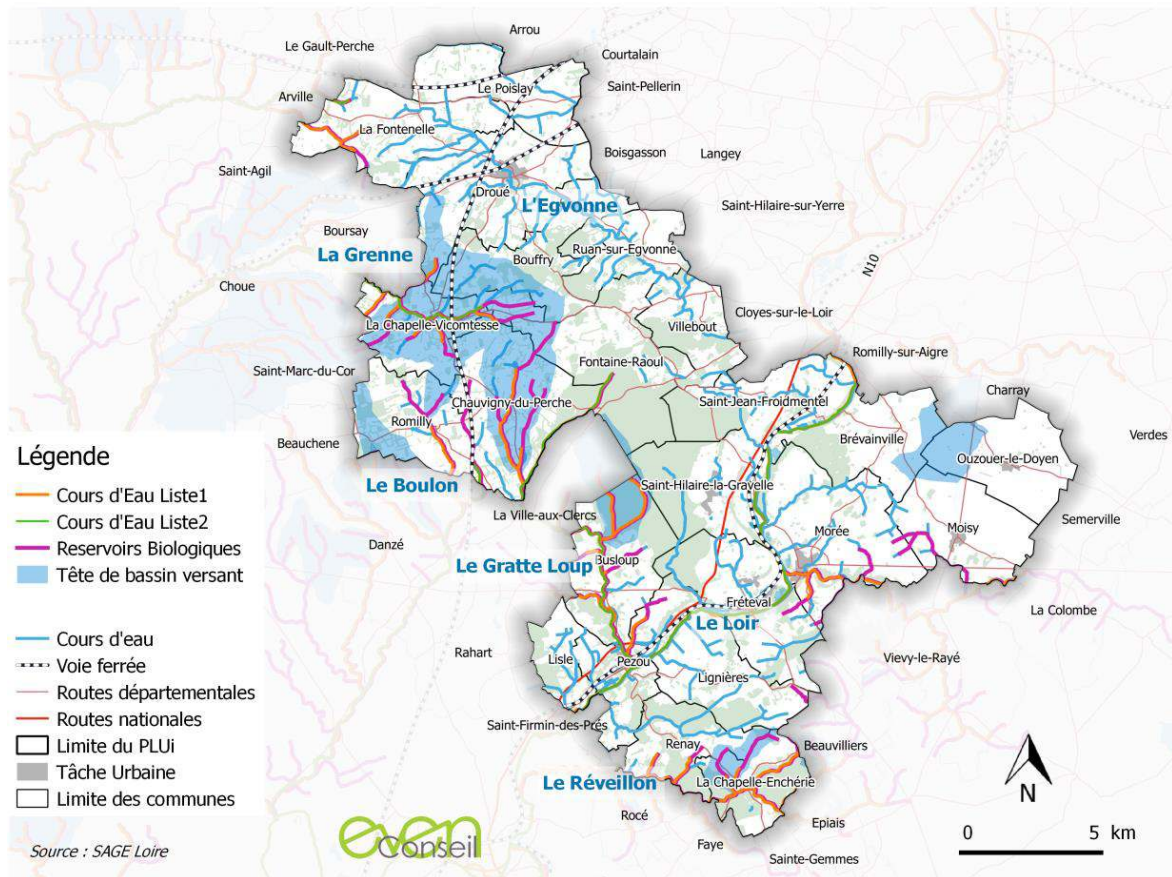 Arrou
Le Gault-Perche
Courtalain
Le Poislay
Saint-Pellerin
Arville
La Fontenelle
Boisgasson
Langey
Saint-Agil
Droué
L'Egvonne
Saint-Hilaire-sur-Yerre
Boursay
La Grenne
Ruan-sur-Egvonne
Bouffry
N10
Choue
Cloyes-sur-le-Loir
La Chapelle-Vicomtesse
Villebout
Romilly-sur-Aigre
Fontaine-Raoul
Saint-Marc-du-Cor
Charray
Saint-Jean-Froidmentel
Chauvigny-du-Perche
Romilly
Brévainville
Verdes
Beauchene
Ouzouer-le-Doyen
Le Boulon
Saint-Hilaire-la-Gravelle
La Ville-aux-Clercs
Semerville
Morée
Moisy
Danzé
Busloup
Le Gratte Loup
Fréteval
La Colombe
Le Loir
Rahart
Lisle
Pezou
Vievy-le-Rayé
Lignières
Saint-Firmin-des-Prés
Renay
Beauvilliers
Le Réveillon
La Chapelle-Enchérie
Rocé
Epiais
Faye
Sainte-Gemmes
Légende
Cours d'Eau Liste1
Cours d'Eau Liste2
Reservoirs Biologiques
Tête de bassin versant
Cours d'eau
Voie ferrée
Routes départementales
Routes nationales
Limite du PLUi
Tâche Urbaine
Limite des communes
Source : SAGE Loire
even
Conseil
N
0 5 km